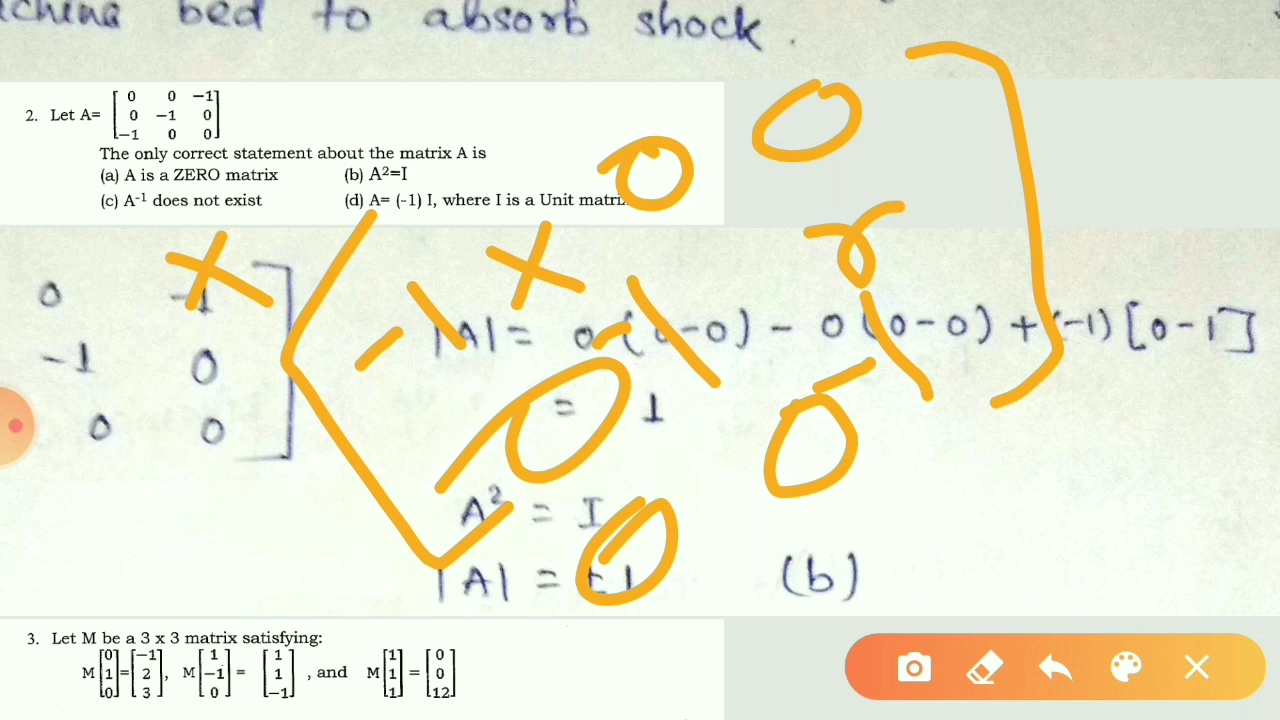 bed to absorb shock.
2. Let A= [0 0 −1
0 −1 0
−1 0 0]
The only correct statement about the matrix A is
(a) A is a ZERO matrix (b) A²=I
(c) A⁻¹ does not exist (d) A= (-1) I, where I is a Unit
0 -1
-1 0
0 0
|A| = 0 (0-0) - 0 (0-0) + (-1) [0-1]
= 1
A² = I
|A| = ±1 (b)
3. Let M be a 3 x 3 matrix satisfying:
M[0 1 0]=[−1 2 3], M[1 −1 0] = [1 1 −1], and M[1 1 1] = [0 0 12]